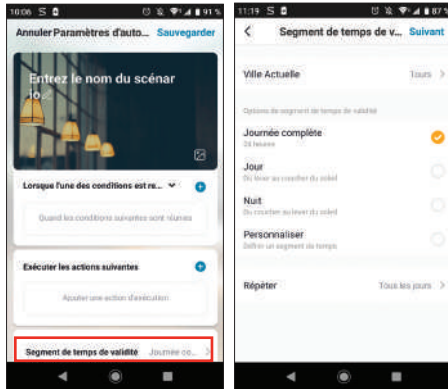 10:06 S 91 %
Annuler Paramètres d'auto... Sauvegarder
Entrez le nom du scénar
io
Lorsque l'une des conditions est re...
Quand les conditions suivantes sont réunies
Exécuter les actions suivantes
Ajouter une action d'exécution
Segment de temps de validité Journée co... >
11:19 S 87 %
< Segment de temps de v... Suivant
Ville Actuelle Tours >
Options de segment de temps de validité
Journée complète
24 heures
Jour
Du lever au coucher du soleil
Nuit
Du coucher au lever du soleil
Personnaliser
Définir un segment de temps
Répéter Tous les jours >